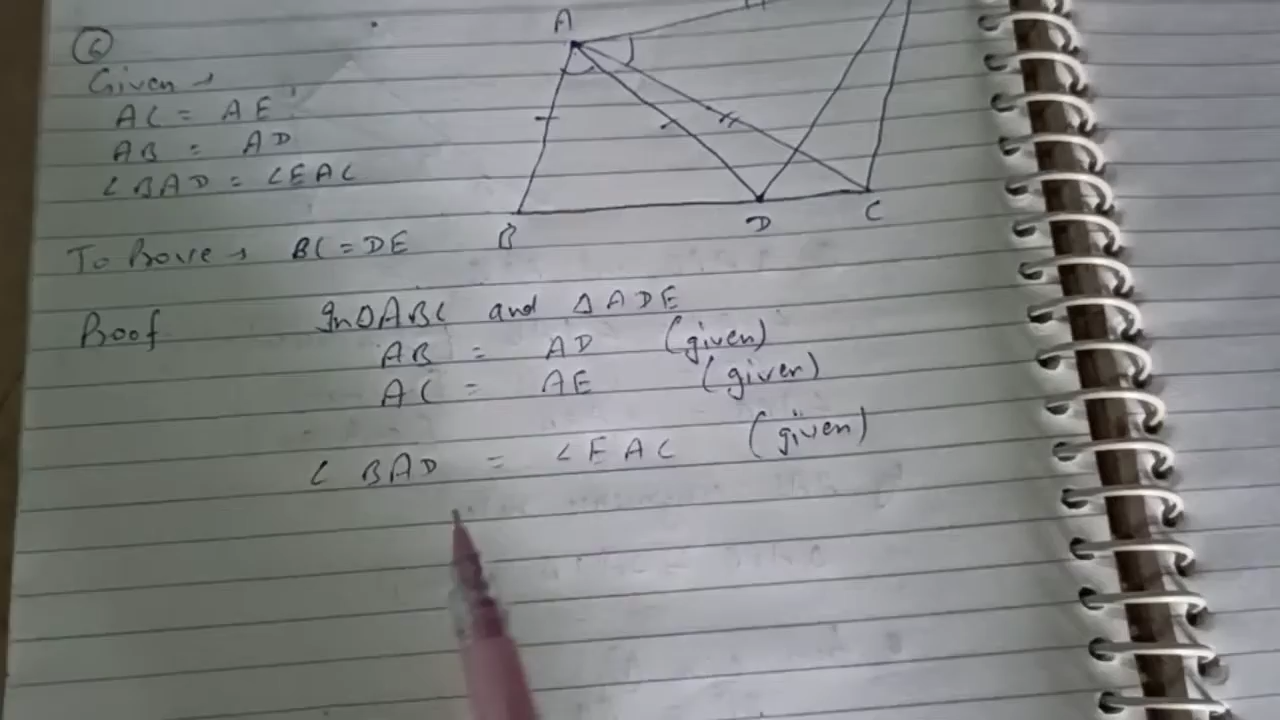 6
Given →
AC = AE
AB = AD
∠BAD = ∠EAC
To Prove → BC = DE
A
B
D
C
Proof In ΔABC and ΔADE
AB = AD (given)
AC = AE (given)
∠ BAD = ∠EAC (given)